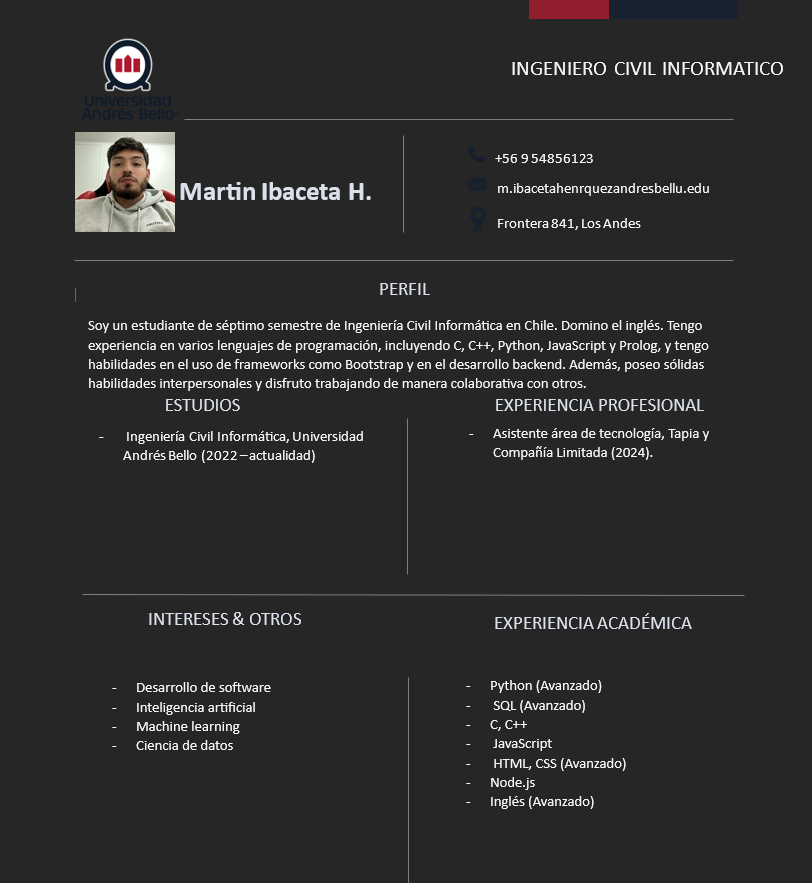 INGENIERO CIVIL INFORMATICO
Universidad
Andrés Bello
Martin Ibaceta H.
+56 9 54856123
m.ibacetahenrquezandresbellu.edu
Frontera 841, Los Andes
PERFIL
Soy un estudiante de séptimo semestre de Ingeniería Civil Informática en Chile. Domino el inglés. Tengo
experiencia en varios lenguajes de programación, incluyendo C, C++, Python, JavaScript y Prolog, y tengo
habilidades en el uso de frameworks como Bootstrap y en el desarrollo backend. Además, poseo sólidas
habilidades interpersonales y disfruto trabajando de manera colaborativa con otros.
ESTUDIOS
- Ingeniería Civil Informática, Universidad
Andrés Bello (2022 – actualidad)
EXPERIENCIA PROFESIONAL
- Asistente área de tecnología, Tapia y
Compañía Limitada (2024).
INTERESES & OTROS
- Desarrollo de software
- Inteligencia artificial
- Machine learning
- Ciencia de datos
EXPERIENCIA ACADÉMICA
- Python (Avanzado)
- SQL (Avanzado)
- C, C++
- JavaScript
- HTML, CSS (Avanzado)
- Node.js
- Inglés (Avanzado)